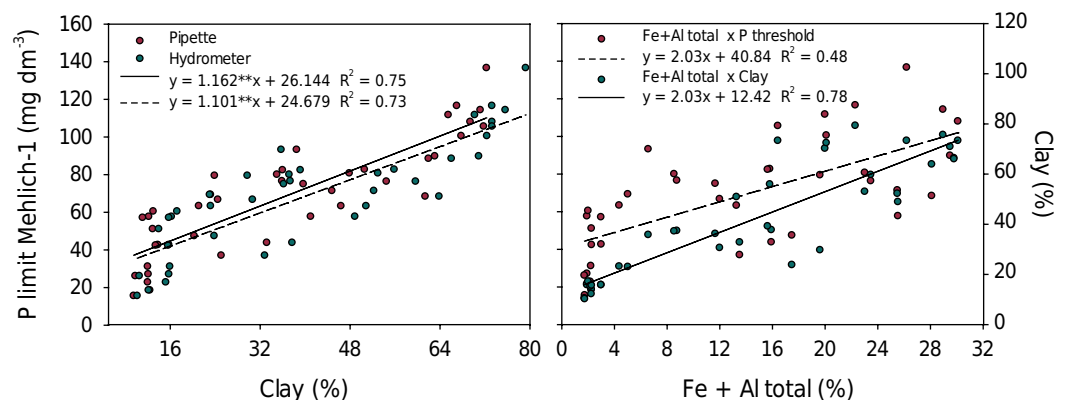 160
140
120
100
80
60
40
20
0
P limit Mehlich-1 (mg dm-3)
Pipette
Hydrometer
y = 1.162**x + 26.144 R2 = 0.75
y = 1.101**x + 24.679 R2 = 0.73
16 32 48 64 80
Clay (%)
Fe+Al total x P threshold
y = 2.03x + 40.84 R2 = 0.48
Fe+Al total x Clay
y = 2.03x + 12.42 R2 = 0.78
0 4 8 12 16 20 24 28 32
Fe + Al total (%)
120
100
80
60
40
20
0
Clay (%)